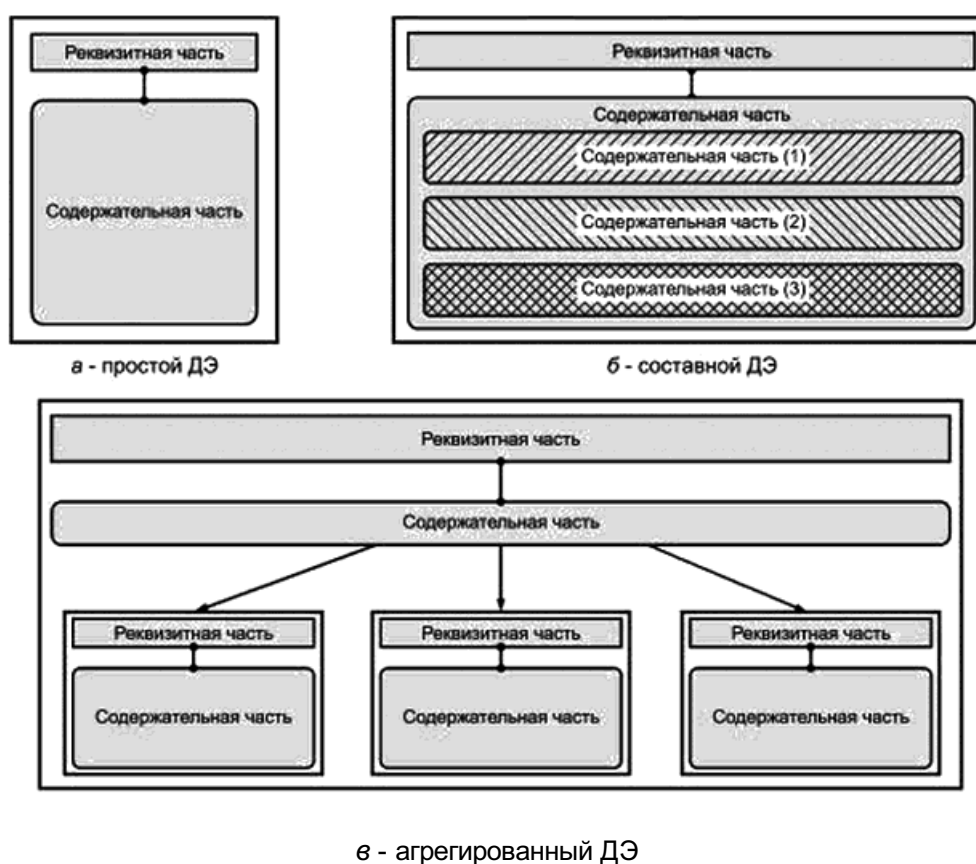 Реквизитная часть
Содержательная часть
а - простой ДЭ
Реквизитная часть
Содержательная часть
Содержательная часть (1)
Содержательная часть (2)
Содержательная часть (3)
б - составной ДЭ
Реквизитная часть
Содержательная часть
Реквизитная часть
Содержательная часть
Реквизитная часть
Содержательная часть
Реквизитная часть
Содержательная часть
в - агрегированный ДЭ